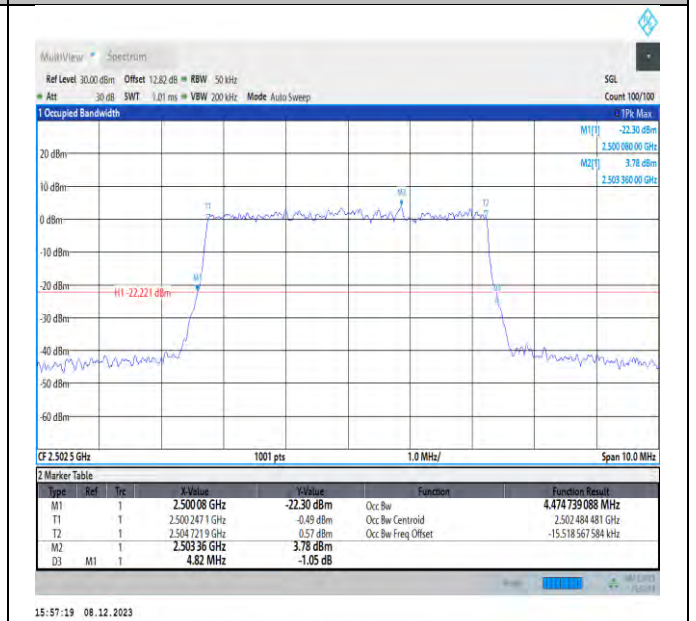 MultiView Spectrum
Ref Level 30.00 dBm Offset 12.82 dB RBW 50 kHz SGL
Att 30 dB SWT 1.01 ms VBW 200 kHz Mode Auto Sweep Count 100/100
1 Occupied Bandwidth 1Pk Max
M1[1] -22.30 dBm
2.500 080 00 GHz
M2[1] 3.78 dBm
2.503 360 00 GHz
20 dBm
10 dBm
M2
T1 T2
0 dBm
-10 dBm
-20 dBm
M1
H1 -22.221 dBm
-30 dBm
-40 dBm
-50 dBm
-60 dBm
CF 2.502 5 GHz 1001 pts 1.0 MHz/ Span 10.0 MHz
2 Marker Table
Type Ref Trc X-Value Y-Value Function Function Result
M1 1 2.500 08 GHz -22.30 dBm Occ Bw 4.474 739 088 MHz
T1 1 2.500 247 1 GHz -0.49 dBm Occ Bw Centroid 2.502 484 481 GHz
T2 1 2.504 721 9 GHz 0.57 dBm Occ Bw Freq Offset -15.518 567 584 kHz
M2 1 2.503 36 GHz 3.78 dBm
D3 M1 1 4.82 MHz -1.05 dB
15:57:19 08.12.2023